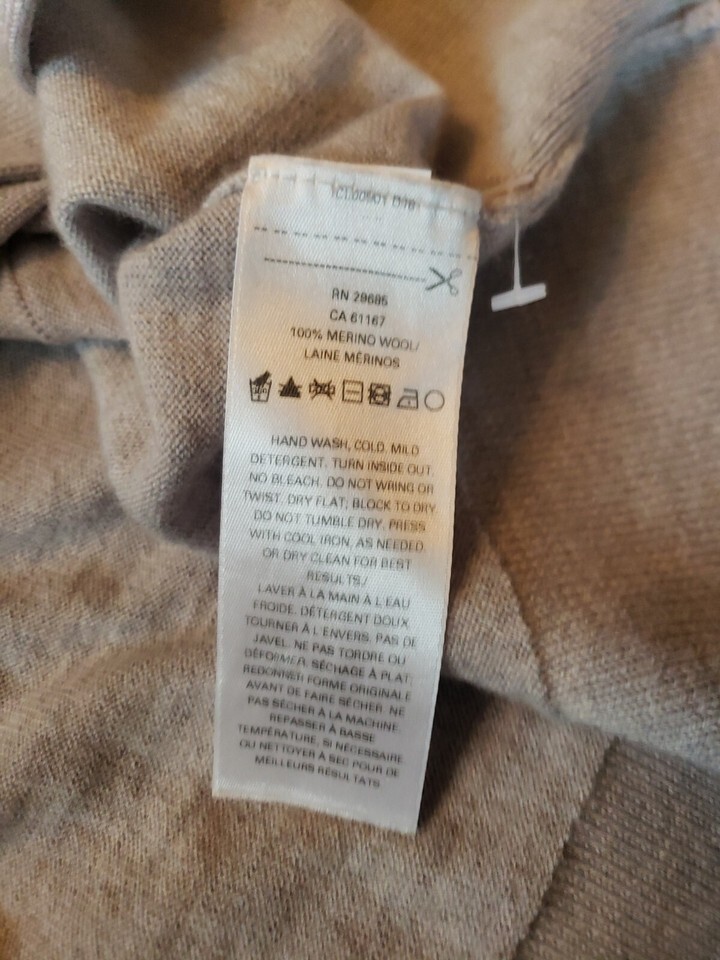 RN 29685
CA 61167
100% MERINO WOOL/
LAINE MÉRINOS
HAND WASH, COLD. MILD
DETERGENT. TURN INSIDE OUT.
NO BLEACH. DO NOT WRING OR
TWIST. DRY FLAT; BLOCK TO DRY
DO NOT TUMBLE DRY. PRESS
WITH COOL IRON, AS NEEDED.
OR DRY CLEAN FOR BEST
RESULTS./
LAVER À LA MAIN À L'EAU
FROIDE. DÉTERGENT DOUX.
TOURNER À L'ENVERS. PAS DE
JAVEL. NE PAS TORDRE OU
DÉFORMER. SÉCHAGE À PLAT;
REDONNER FORME ORIGINALE
AVANT DE FAIRE SÉCHER. NE
PAS SÉCHER À LA MACHINE.
REPASSER À BASSE
TEMPÉRATURE, SI NÉCESSAIRE.
OU NETTOYER À SEC POUR DE
MEILLEURS RÉSULTATS